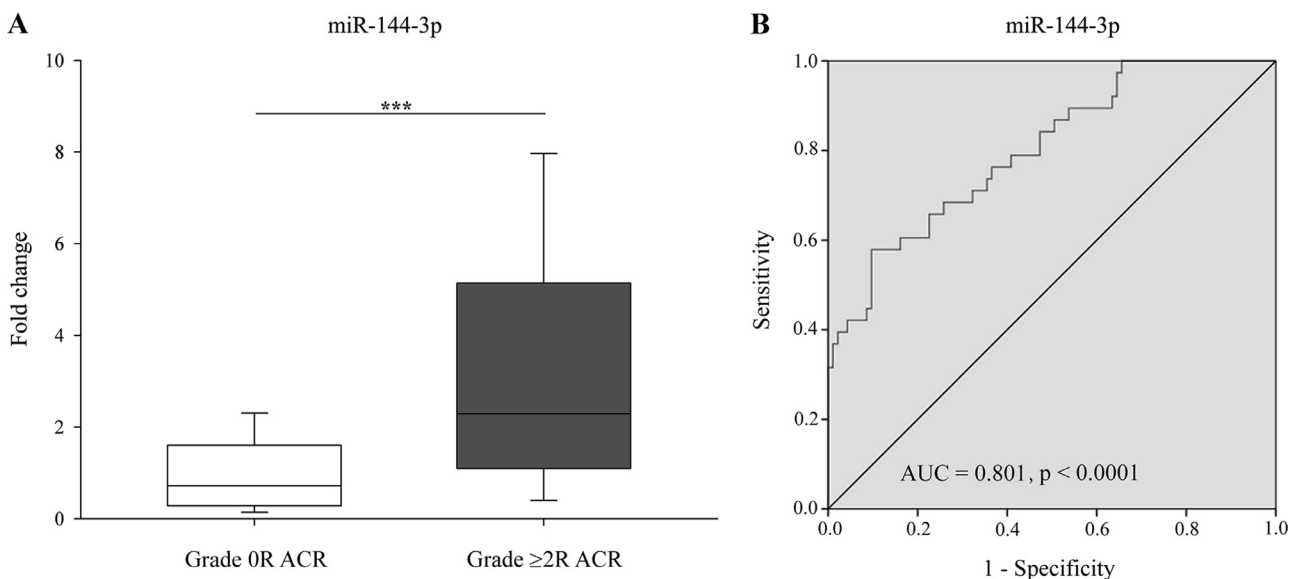 A
miR-144-3p
10
8
6
4
2
0
Fold change
***
Grade 0R ACR
Grade ≥2R ACR
B
miR-144-3p
1.0
0.8
0.6
0.4
0.2
0.0
Sensitivity
AUC = 0.801, p < 0.0001
0.0
0.2
0.4
0.6
0.8
1.0
1 - Specificity